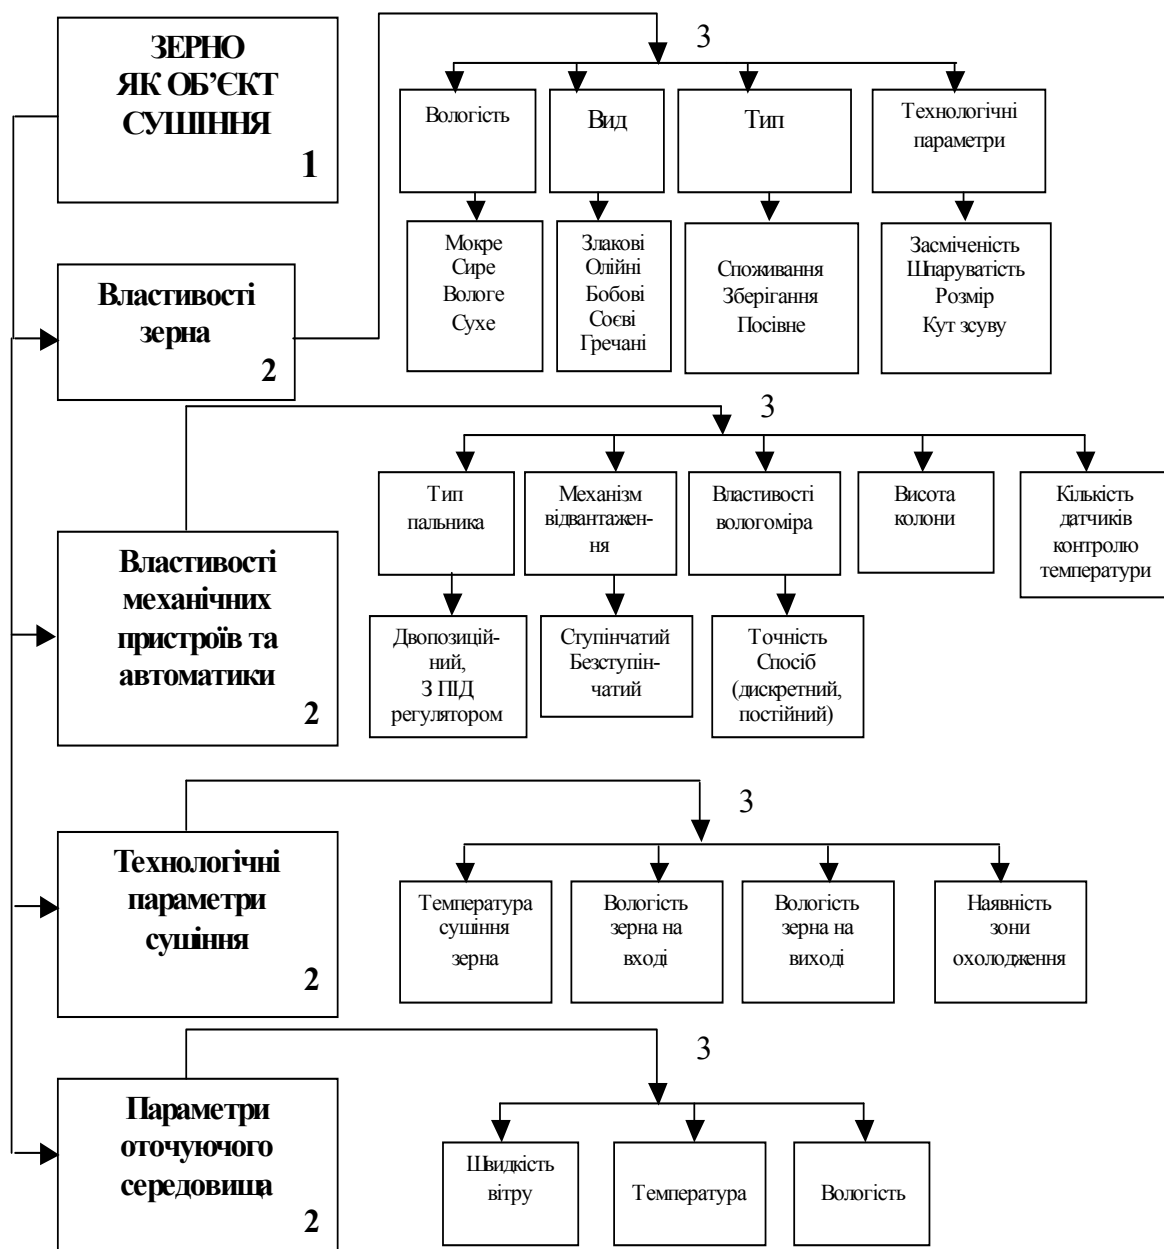 ЗЕРНО
ЯК ОБ’ЄКТ
СУШІННЯ
1
3
Вологість
Вид
Тип
Технологічні
параметри
Мокре
Сире
Вологе
Сухе
Злакові
Олійні
Бобові
Соєві
Гречані
Споживання
Зберігання
Посівне
Засміченість
Шпаруватість
Розмір
Кут зсуву
Властивості
зерна
2
3
Тип
пальника
Механізм
відвантажен-
ня
Властивості
вологоміра
Висота
колони
Кількість
датчиків
контролю
температури
Властивості
механічних
пристроїв та
автоматики
2
Двопозицій-
ний,
З ПІД
регулятором
Ступінчатий
Безступін-
чатий
Точність
Спосіб
(дискретний,
постійний)
3
Технологічні
параметри
сушіння
2
Температура
сушіння
зерна
Вологість
зерна на
вході
Вологість
зерна на
виході
Наявність
зони
охолодження
3
Параметри
оточуючого
середовища
2
Швидкість
вітру
Температура
Вологість